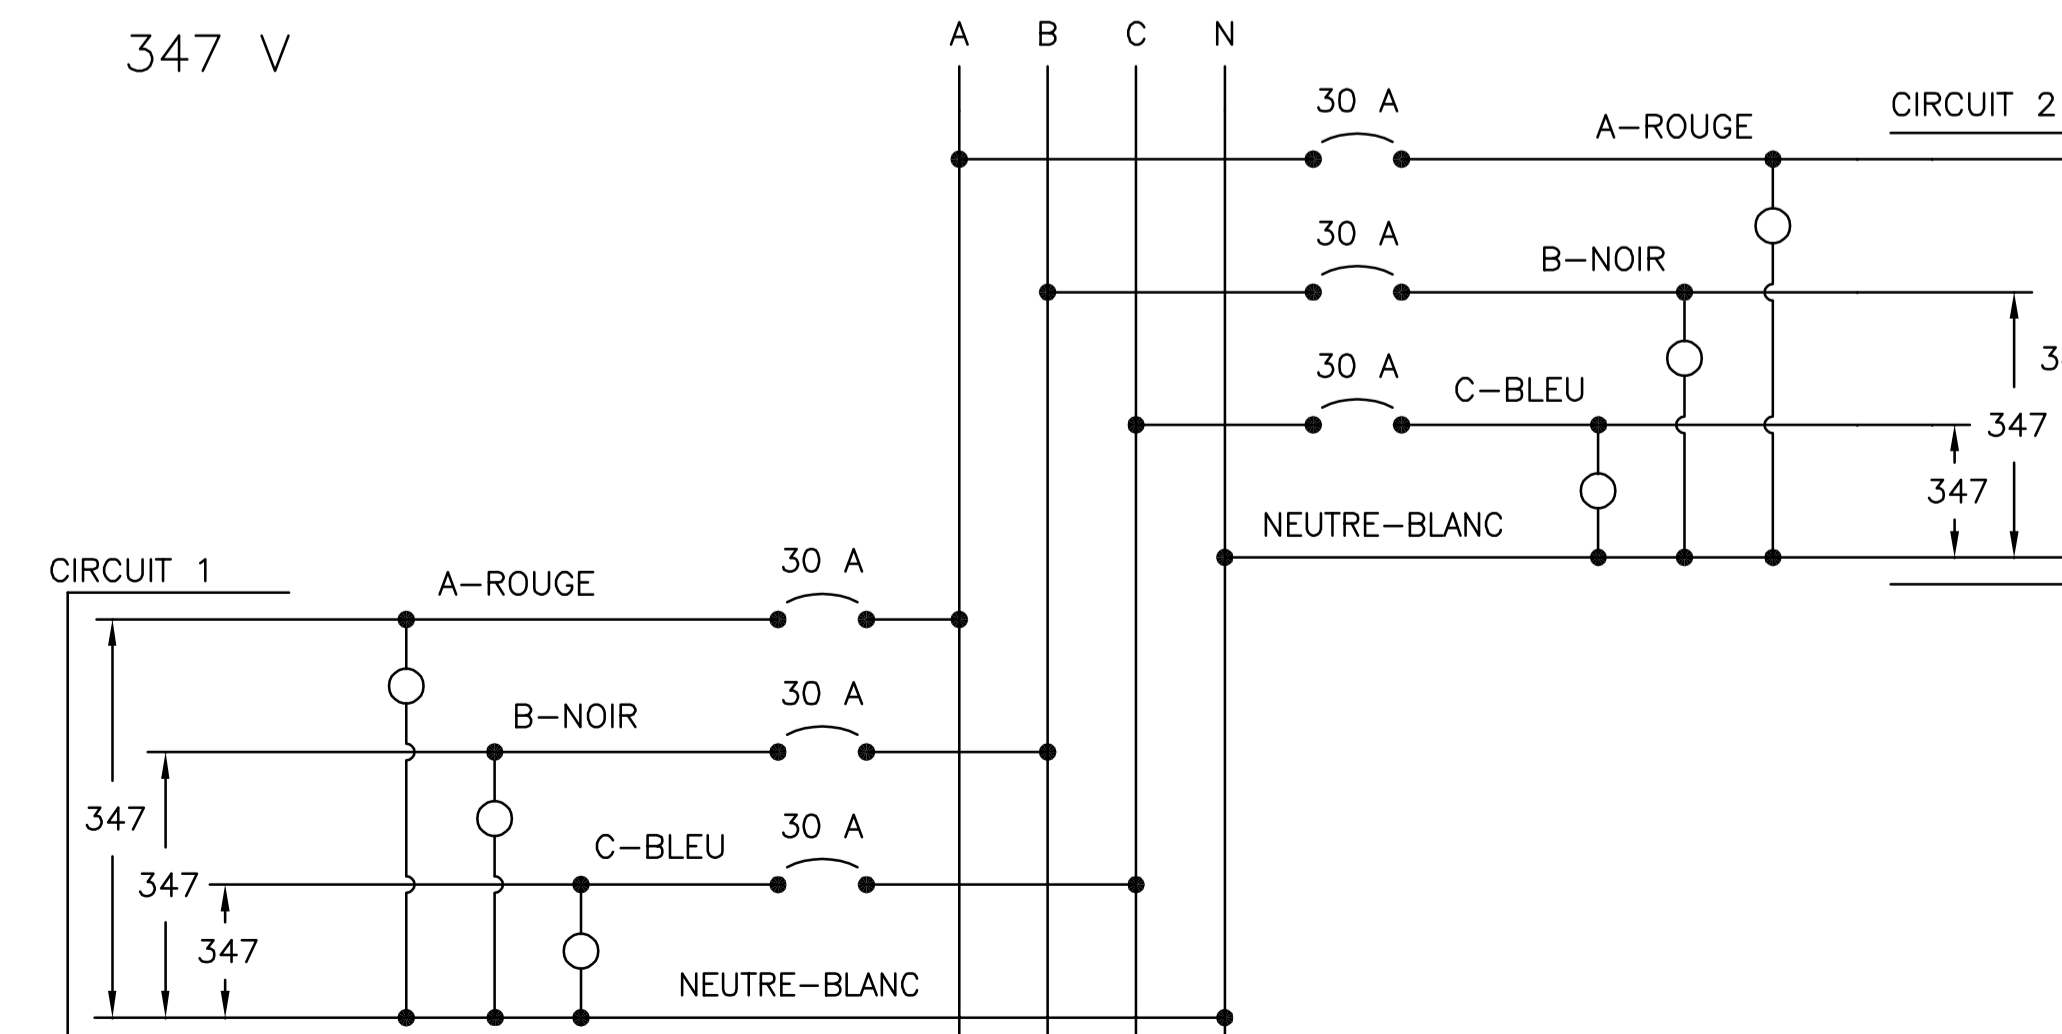 347 V
A B C N
30 A
A-ROUGE
CIRCUIT 2
30 A
B-NOIR
30 A
C-BLEU
347
347
NEUTRE-BLANC
CIRCUIT 1
A-ROUGE
30 A
B-NOIR
30 A
347
C-BLEU
30 A
347
347
NEUTRE-BLANC